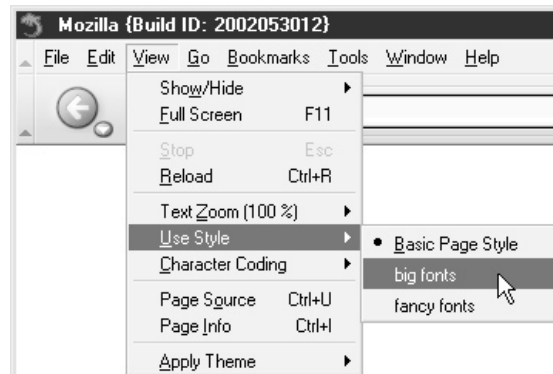 Mozilla {Build ID: 2002053012}
File Edit View Go Bookmarks Tools Window Help
Show/Hide
Full Screen F11
Stop Esc
Reload Ctrl+R
Text Zoom (100 %)
Use Style
Basic Page Style
Character Coding
big fonts
Page Source Ctrl+U
fancy fonts
Page Info Ctrl+I
Apply Theme